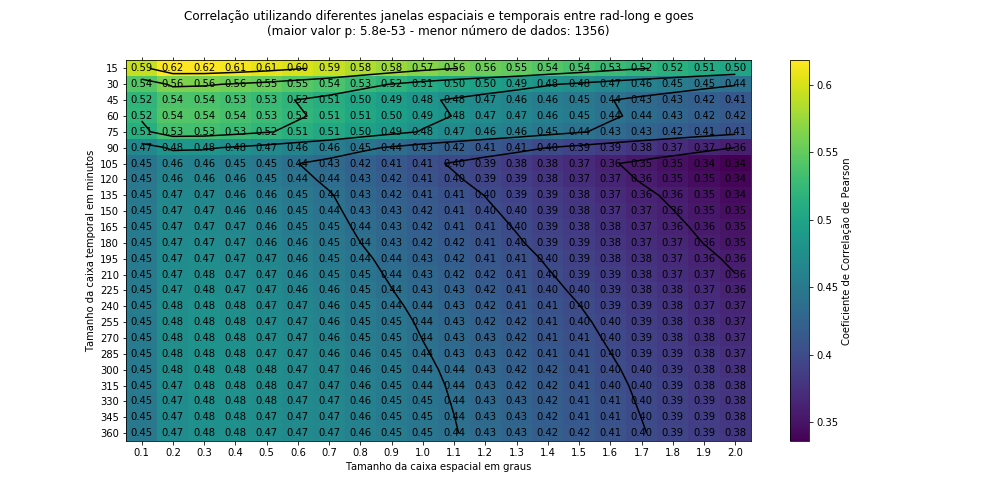 Correlação utilizando diferentes janelas espaciais e temporais entre rad-long e goes
(maior valor p: 5.8e-53 - menor número de dados: 1356)
Tamanho da caixa temporal em minutos
15 0.59 0.62 0.62 0.61 0.61 0.60 0.59 0.58 0.58 0.57 0.56 0.56 0.55 0.55 0.54 0.53 0.52 0.52 0.51 0.50
30 0.54 0.56 0.56 0.56 0.55 0.55 0.54 0.53 0.52 0.51 0.50 0.50 0.49 0.48 0.48 0.47 0.46 0.45 0.45 0.44
45 0.52 0.54 0.54 0.53 0.53 0.52 0.51 0.50 0.49 0.48 0.48 0.47 0.46 0.46 0.45 0.44 0.43 0.43 0.42 0.41
60 0.52 0.54 0.54 0.54 0.53 0.53 0.51 0.51 0.50 0.49 0.48 0.47 0.47 0.46 0.45 0.44 0.44 0.43 0.42 0.42
75 0.51 0.53 0.53 0.53 0.52 0.52 0.51 0.50 0.49 0.48 0.47 0.46 0.46 0.45 0.44 0.43 0.43 0.42 0.41 0.41
90 0.47 0.48 0.48 0.48 0.47 0.46 0.46 0.45 0.44 0.43 0.42 0.41 0.41 0.40 0.39 0.39 0.38 0.37 0.37 0.36
105 0.45 0.46 0.46 0.45 0.45 0.44 0.43 0.42 0.41 0.41 0.40 0.39 0.38 0.38 0.37 0.36 0.35 0.35 0.34 0.34
120 0.45 0.46 0.46 0.46 0.45 0.44 0.44 0.43 0.42 0.41 0.40 0.39 0.39 0.38 0.37 0.37 0.36 0.35 0.35 0.34
135 0.45 0.47 0.47 0.46 0.46 0.45 0.44 0.43 0.42 0.41 0.41 0.40 0.39 0.38 0.38 0.37 0.36 0.36 0.35 0.34
150 0.45 0.47 0.47 0.46 0.46 0.45 0.44 0.43 0.43 0.42 0.41 0.40 0.40 0.39 0.38 0.37 0.37 0.36 0.35 0.35
165 0.45 0.47 0.47 0.47 0.46 0.45 0.45 0.44 0.43 0.42 0.41 0.41 0.40 0.39 0.38 0.38 0.37 0.36 0.36 0.35
180 0.45 0.47 0.47 0.47 0.46 0.46 0.45 0.44 0.43 0.42 0.42 0.41 0.40 0.39 0.39 0.38 0.37 0.37 0.36 0.35
195 0.45 0.47 0.47 0.47 0.46 0.46 0.45 0.44 0.44 0.43 0.42 0.41 0.41 0.40 0.39 0.38 0.38 0.37 0.36 0.36
210 0.45 0.47 0.48 0.47 0.47 0.46 0.45 0.44 0.44 0.43 0.42 0.42 0.41 0.40 0.39 0.39 0.38 0.37 0.37 0.36
225 0.45 0.47 0.48 0.47 0.47 0.46 0.46 0.45 0.44 0.43 0.42 0.42 0.41 0.40 0.40 0.39 0.38 0.38 0.37 0.36
240 0.45 0.48 0.48 0.48 0.47 0.46 0.46 0.45 0.44 0.44 0.43 0.42 0.41 0.41 0.40 0.39 0.39 0.38 0.37 0.37
255 0.45 0.48 0.48 0.48 0.47 0.47 0.46 0.45 0.45 0.44 0.43 0.42 0.42 0.41 0.40 0.40 0.39 0.38 0.38 0.37
270 0.45 0.48 0.48 0.48 0.47 0.47 0.46 0.45 0.45 0.44 0.43 0.42 0.42 0.41 0.41 0.40 0.39 0.39 0.38 0.37
285 0.45 0.48 0.48 0.48 0.47 0.47 0.46 0.46 0.45 0.44 0.43 0.43 0.42 0.41 0.41 0.40 0.39 0.39 0.38 0.37
300 0.45 0.48 0.48 0.48 0.48 0.47 0.46 0.46 0.45 0.44 0.44 0.43 0.42 0.42 0.41 0.40 0.40 0.39 0.38 0.38
315 0.45 0.47 0.48 0.48 0.48 0.47 0.47 0.46 0.45 0.44 0.44 0.43 0.42 0.42 0.41 0.40 0.40 0.39 0.39 0.38
330 0.45 0.47 0.48 0.48 0.48 0.47 0.47 0.46 0.45 0.45 0.44 0.43 0.43 0.42 0.41 0.41 0.40 0.39 0.39 0.38
345 0.45 0.47 0.48 0.48 0.47 0.47 0.47 0.46 0.45 0.45 0.44 0.43 0.43 0.42 0.41 0.41 0.40 0.39 0.39 0.38
360 0.45 0.47 0.48 0.48 0.47 0.47 0.46 0.46 0.45 0.45 0.44 0.43 0.43 0.42 0.42 0.41 0.40 0.39 0.39 0.38
0.1 0.2 0.3 0.4 0.5 0.6 0.7 0.8 0.9 1.0 1.1 1.2 1.3 1.4 1.5 1.6 1.7 1.8 1.9 2.0
Tamanho da caixa espacial em graus
0.6
0.55
0.5
0.45
0.4
0.35
Coeficiente de Correlação de Pearson